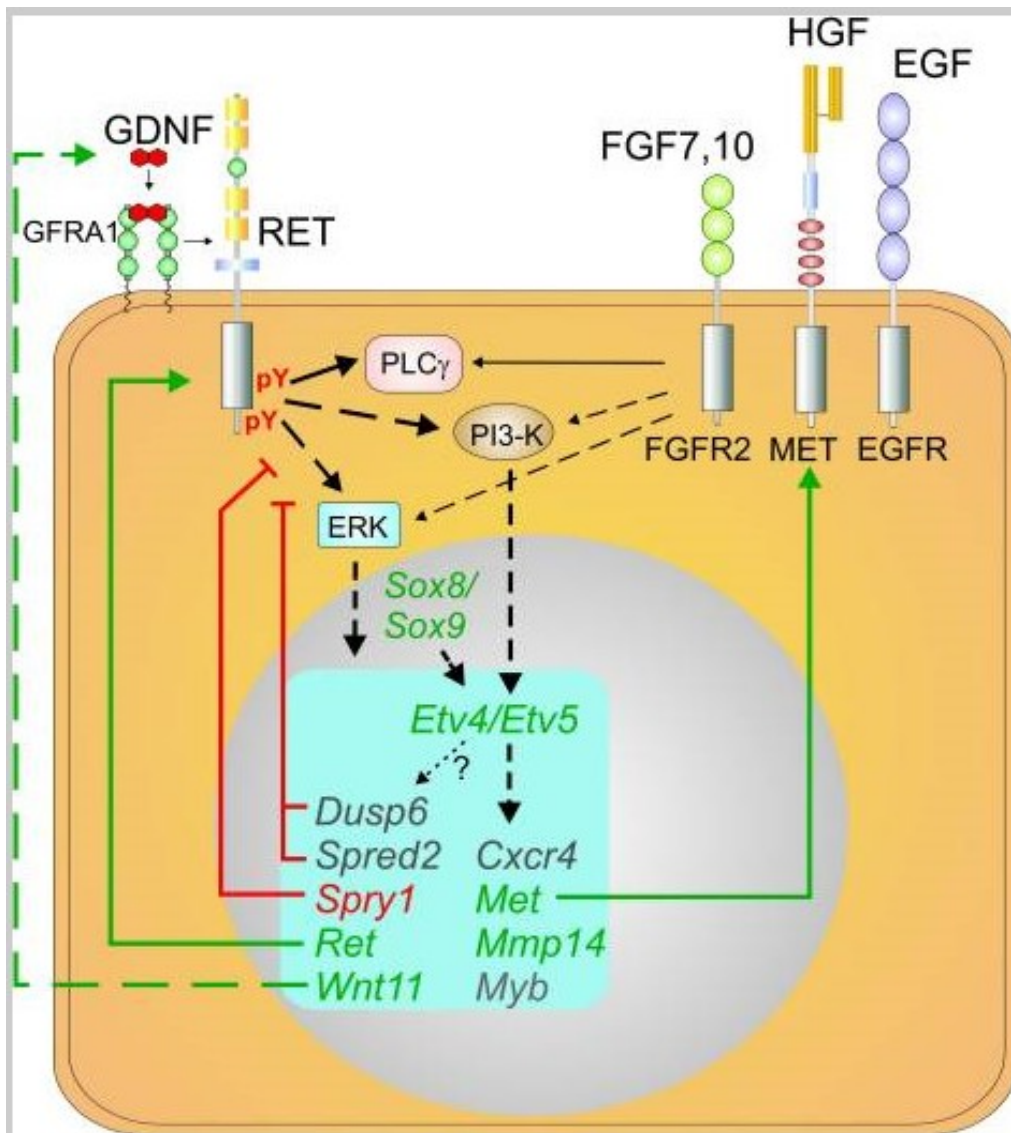 HGF
EGF
GDNF
FGF7,10
GFRA1
RET
pY
PLCγ
pY
PI3-K
FGFR2
MET
EGFR
ERK
Sox8/
Sox9
Etv4/Etv5
?
Dusp6
Spred2
Cxcr4
Spry1
Met
Ret
Mmp14
Wnt11
Myb